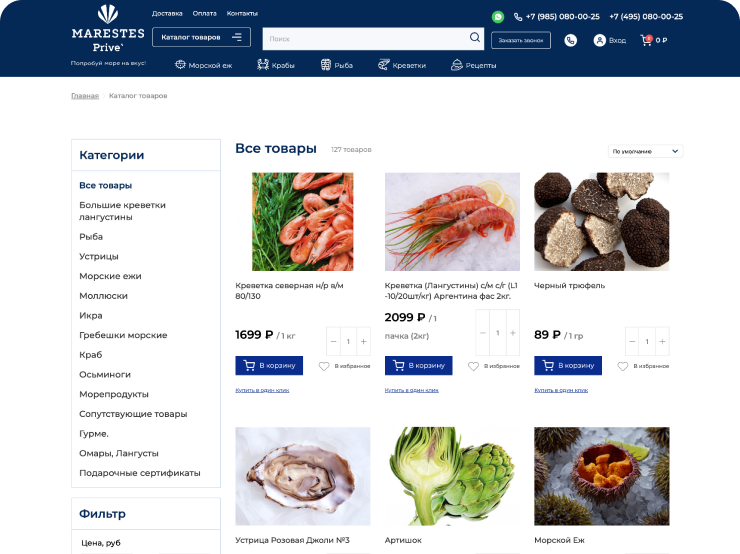 Доставка
Оплата
Контакты
+7 (985) 080-00-25
+7 (495) 080-00-25
MARESTES
Prive`
Попробуй море на вкус!
Каталог товаров
Поиск
Заказать звонок
Вход
0
0 ₽
Морской еж
Крабы
Рыба
Креветки
Рецепты
Главная
Каталог товаров
Категории
Все товары
Большие креветки
лангустины
Рыба
Устрицы
Морские ежи
Моллюски
Икра
Гребешки морские
Краб
Осьминоги
Морепродукты
Сопутствующие товары
Гурме.
Омары, Лангусты
Подарочные сертификаты
Фильтр
Цена, руб
Все товары
127 товаров
По умолчанию
Креветка северная н/р в/м
80/130
1699 ₽ / 1 кг
1
В корзину
В избранное
Купить в один клик
Креветка (Лангустины) с/м с/г (L1
-10/20шт/кг) Аргентина фас 2кг.
2099 ₽ / 1
пачка (2кг)
1
В корзину
В избранное
Купить в один клик
Черный трюфель
89 ₽ / 1 гр
1
В корзину
В избранное
Купить в один клик
Устрица Розовая Джоли №3
Артишок
Морской Еж